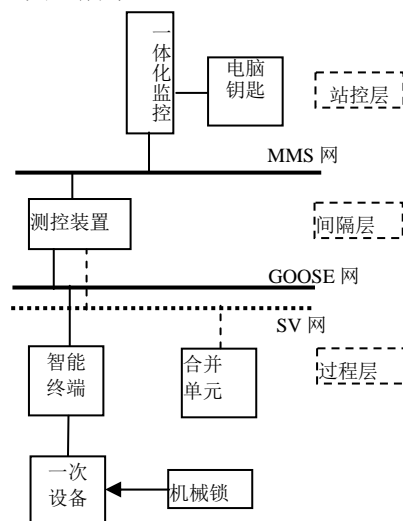 一
体
化
监
控
电脑
钥匙
站控层
MMS 网
测控装置
间隔层
GOOSE 网
SV 网
智能
终端
合并
单元
过程层
一次
设备
机械锁